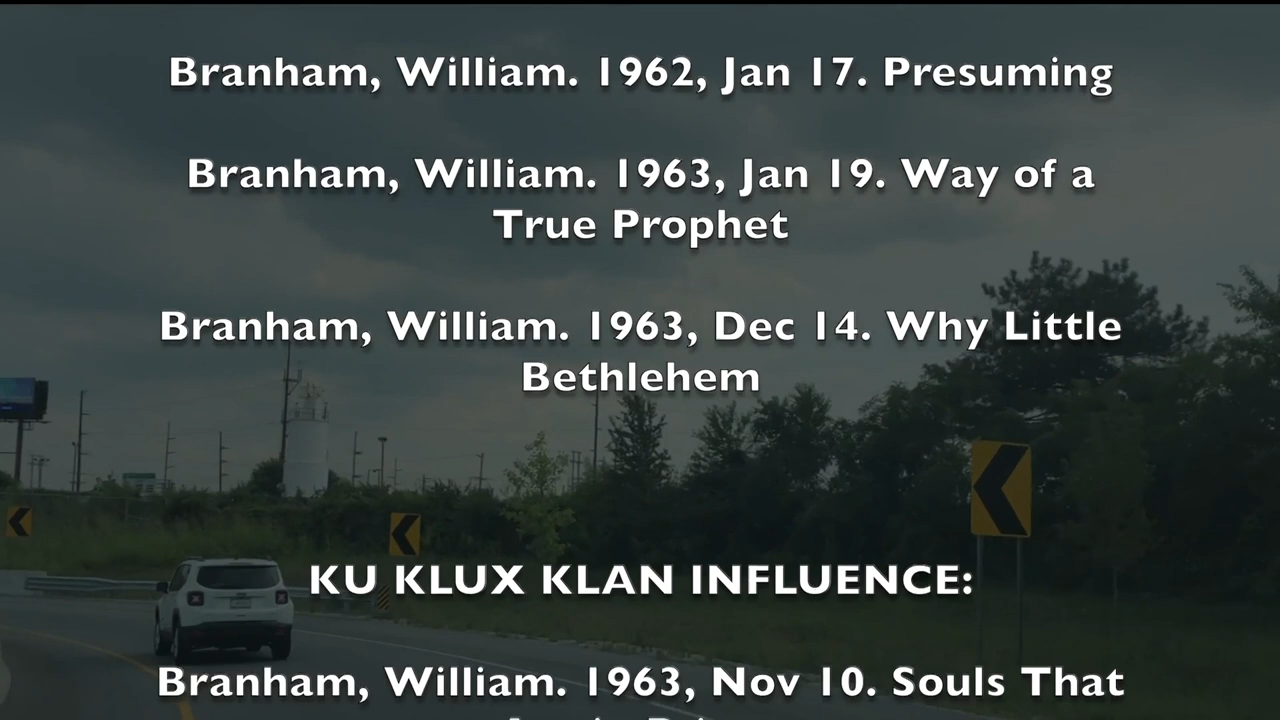 Branham, William. 1962, Jan 17. Presuming
Branham, William. 1963, Jan 19. Way of a
True Prophet
Branham, William. 1963, Dec 14. Why Little
Bethlehem
KU KLUX KLAN INFLUENCE:
Branham, William. 1963, Nov 10. Souls That